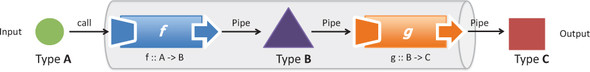 call
Pipe
Pipe
Pipe
Input
f
g
Output
Type A
f :: A -> B
Type B
g :: B -> C
Type C